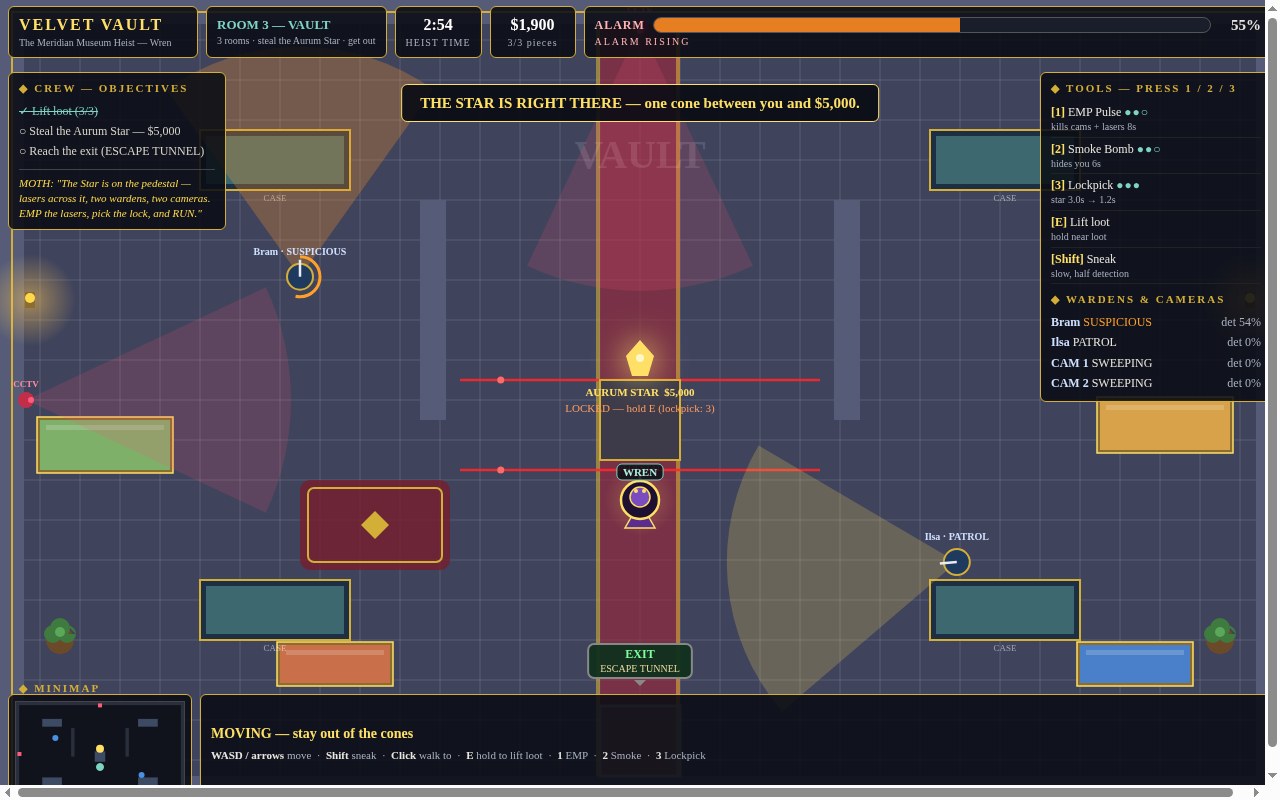 VELVET VAULT
The Meridian Museum Heist — Wren
ROOM 3 — VAULT
3 rooms · steal the Aurum Star · get out
2:54
HEIST TIME
$1,900
3/3 pieces
ALARM
55%
ALARM RISING
◆ CREW — OBJECTIVES
✓ Lift loot (3/3)
○ Steal the Aurum Star — $5,000
○ Reach the exit (ESCAPE TUNNEL)
MOTH: "The Star is on the pedestal —
lasers across it, two wardens, two cameras.
EMP the lasers, pick the lock, and RUN."
THE STAR IS RIGHT THERE — one cone between you and $5,000.
VAULT
◆ TOOLS — PRESS 1 / 2 / 3
[1] EMP Pulse ●●○
kills cams + lasers 8s
[2] Smoke Bomb ●●○
hides you 6s
[3] Lockpick ●●●
star 3.0s → 1.2s
[E] Lift loot
hold near loot
[Shift] Sneak
slow, half detection
◆ WARDENS & CAMERAS
Bram SUSPICIOUS det 54%
Ilsa PATROL det 0%
CAM 1 SWEEPING det 0%
CAM 2 SWEEPING det 0%
CASE
CASE
Bram · SUSPICIOUS
CCTV
AURUM STAR $5,000
LOCKED — hold E (lockpick: 3)
WREN
Ilsa · PATROL
CASE
CASE
EXIT
ESCAPE TUNNEL
◆ MINIMAP
MOVING — stay out of the cones
WASD / arrows move · Shift sneak · Click walk to · E hold to lift loot · 1 EMP · 2 Smoke · 3 Lockpick